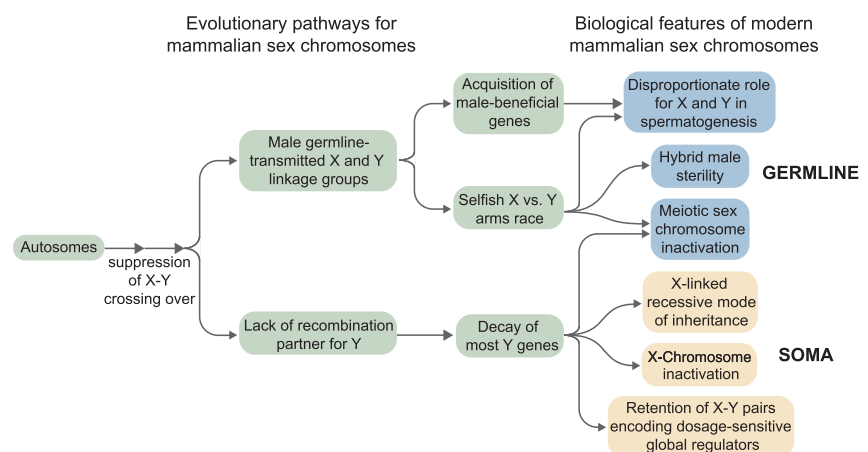 Evolutionary pathways for
mammalian sex chromosomes
Biological features of modern
mammalian sex chromosomes
Autosomes
suppression
of X-Y
crossing over
Male germline-
transmitted X and Y
linkage groups
Lack of recombination
partner for Y
Acquisition of
male-beneficial
genes
Selfish X vs. Y
arms race
Decay of
most Y genes
Disproportionate role
for X and Y in
spermatogenesis
Hybrid male
sterility
Meiotic sex
chromosome
inactivation
GERMLINE
X-linked
recessive mode
of inheritance
X-Chromosome
inactivation
Retention of X-Y pairs
encoding dosage-sensitive
global regulators
SOMA